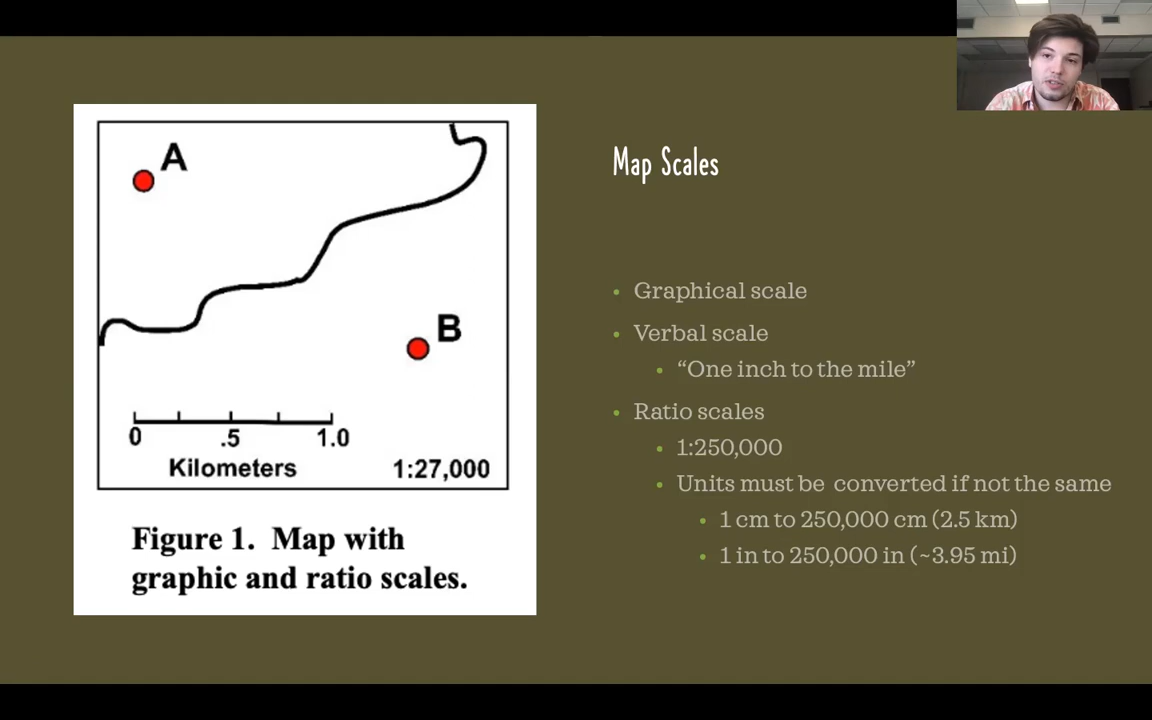 A
B
0 .5 1.0
Kilometers 1:27,000
Figure 1. Map with
graphic and ratio scales.
Map Scales
• Graphical scale
• Verbal scale
• “One inch to the mile”
• Ratio scales
• 1:250,000
• Units must be converted if not the same
• 1 cm to 250,000 cm (2.5 km)
• 1 in to 250,000 in (~3.95 mi)